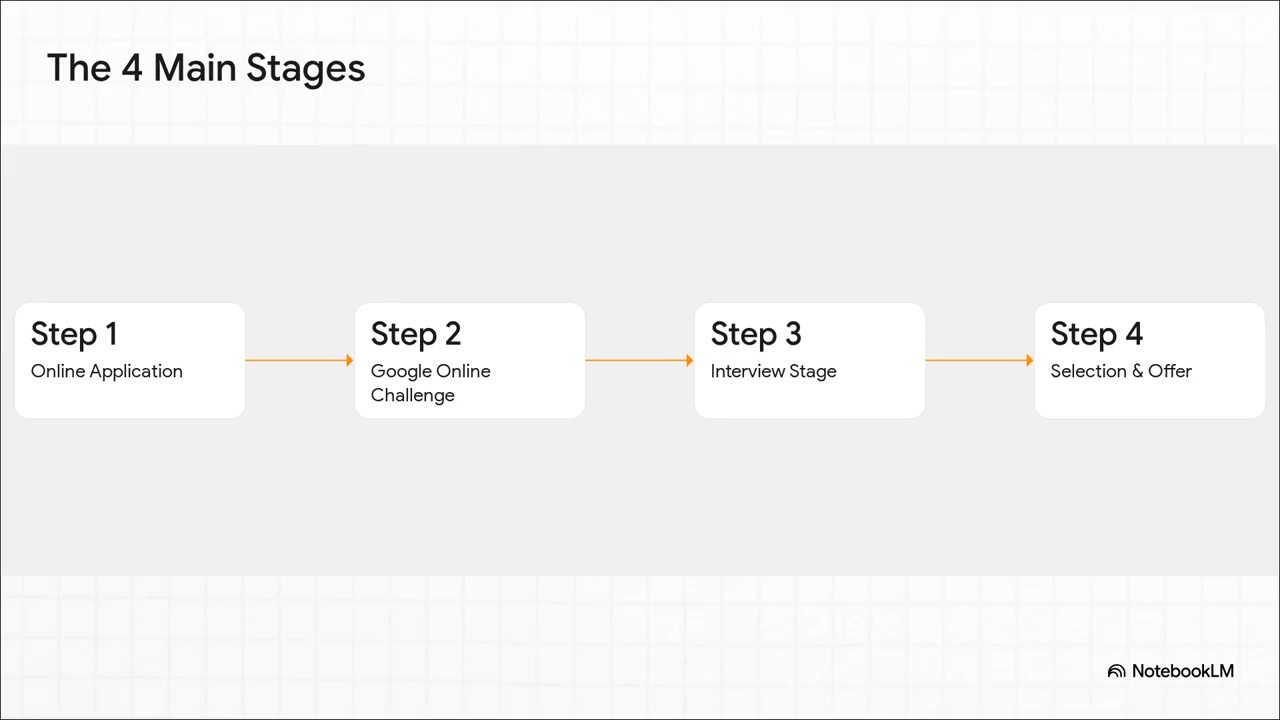 The 4 Main Stages
Step 1
Online Application
Step 2
Google Online
Challenge
Step 3
Interview Stage
Step 4
Selection & Offer
NotebookLM